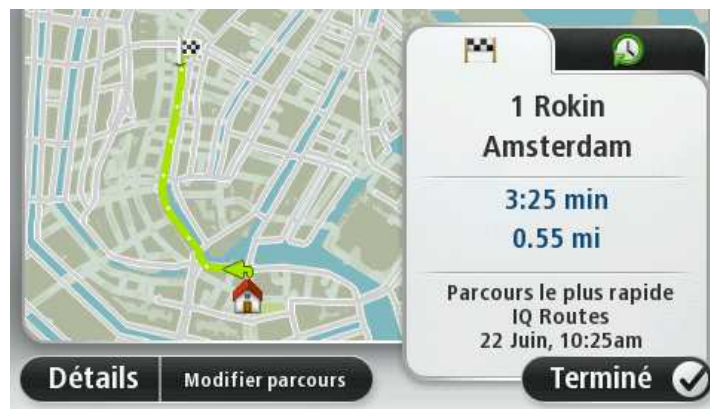 1 Rokin
Amsterdam
3:25 min
0.55 mi
Parcours le plus rapide
IQ Routes
22 Juin, 10:25am
Détails
Modifier parcours
Terminé